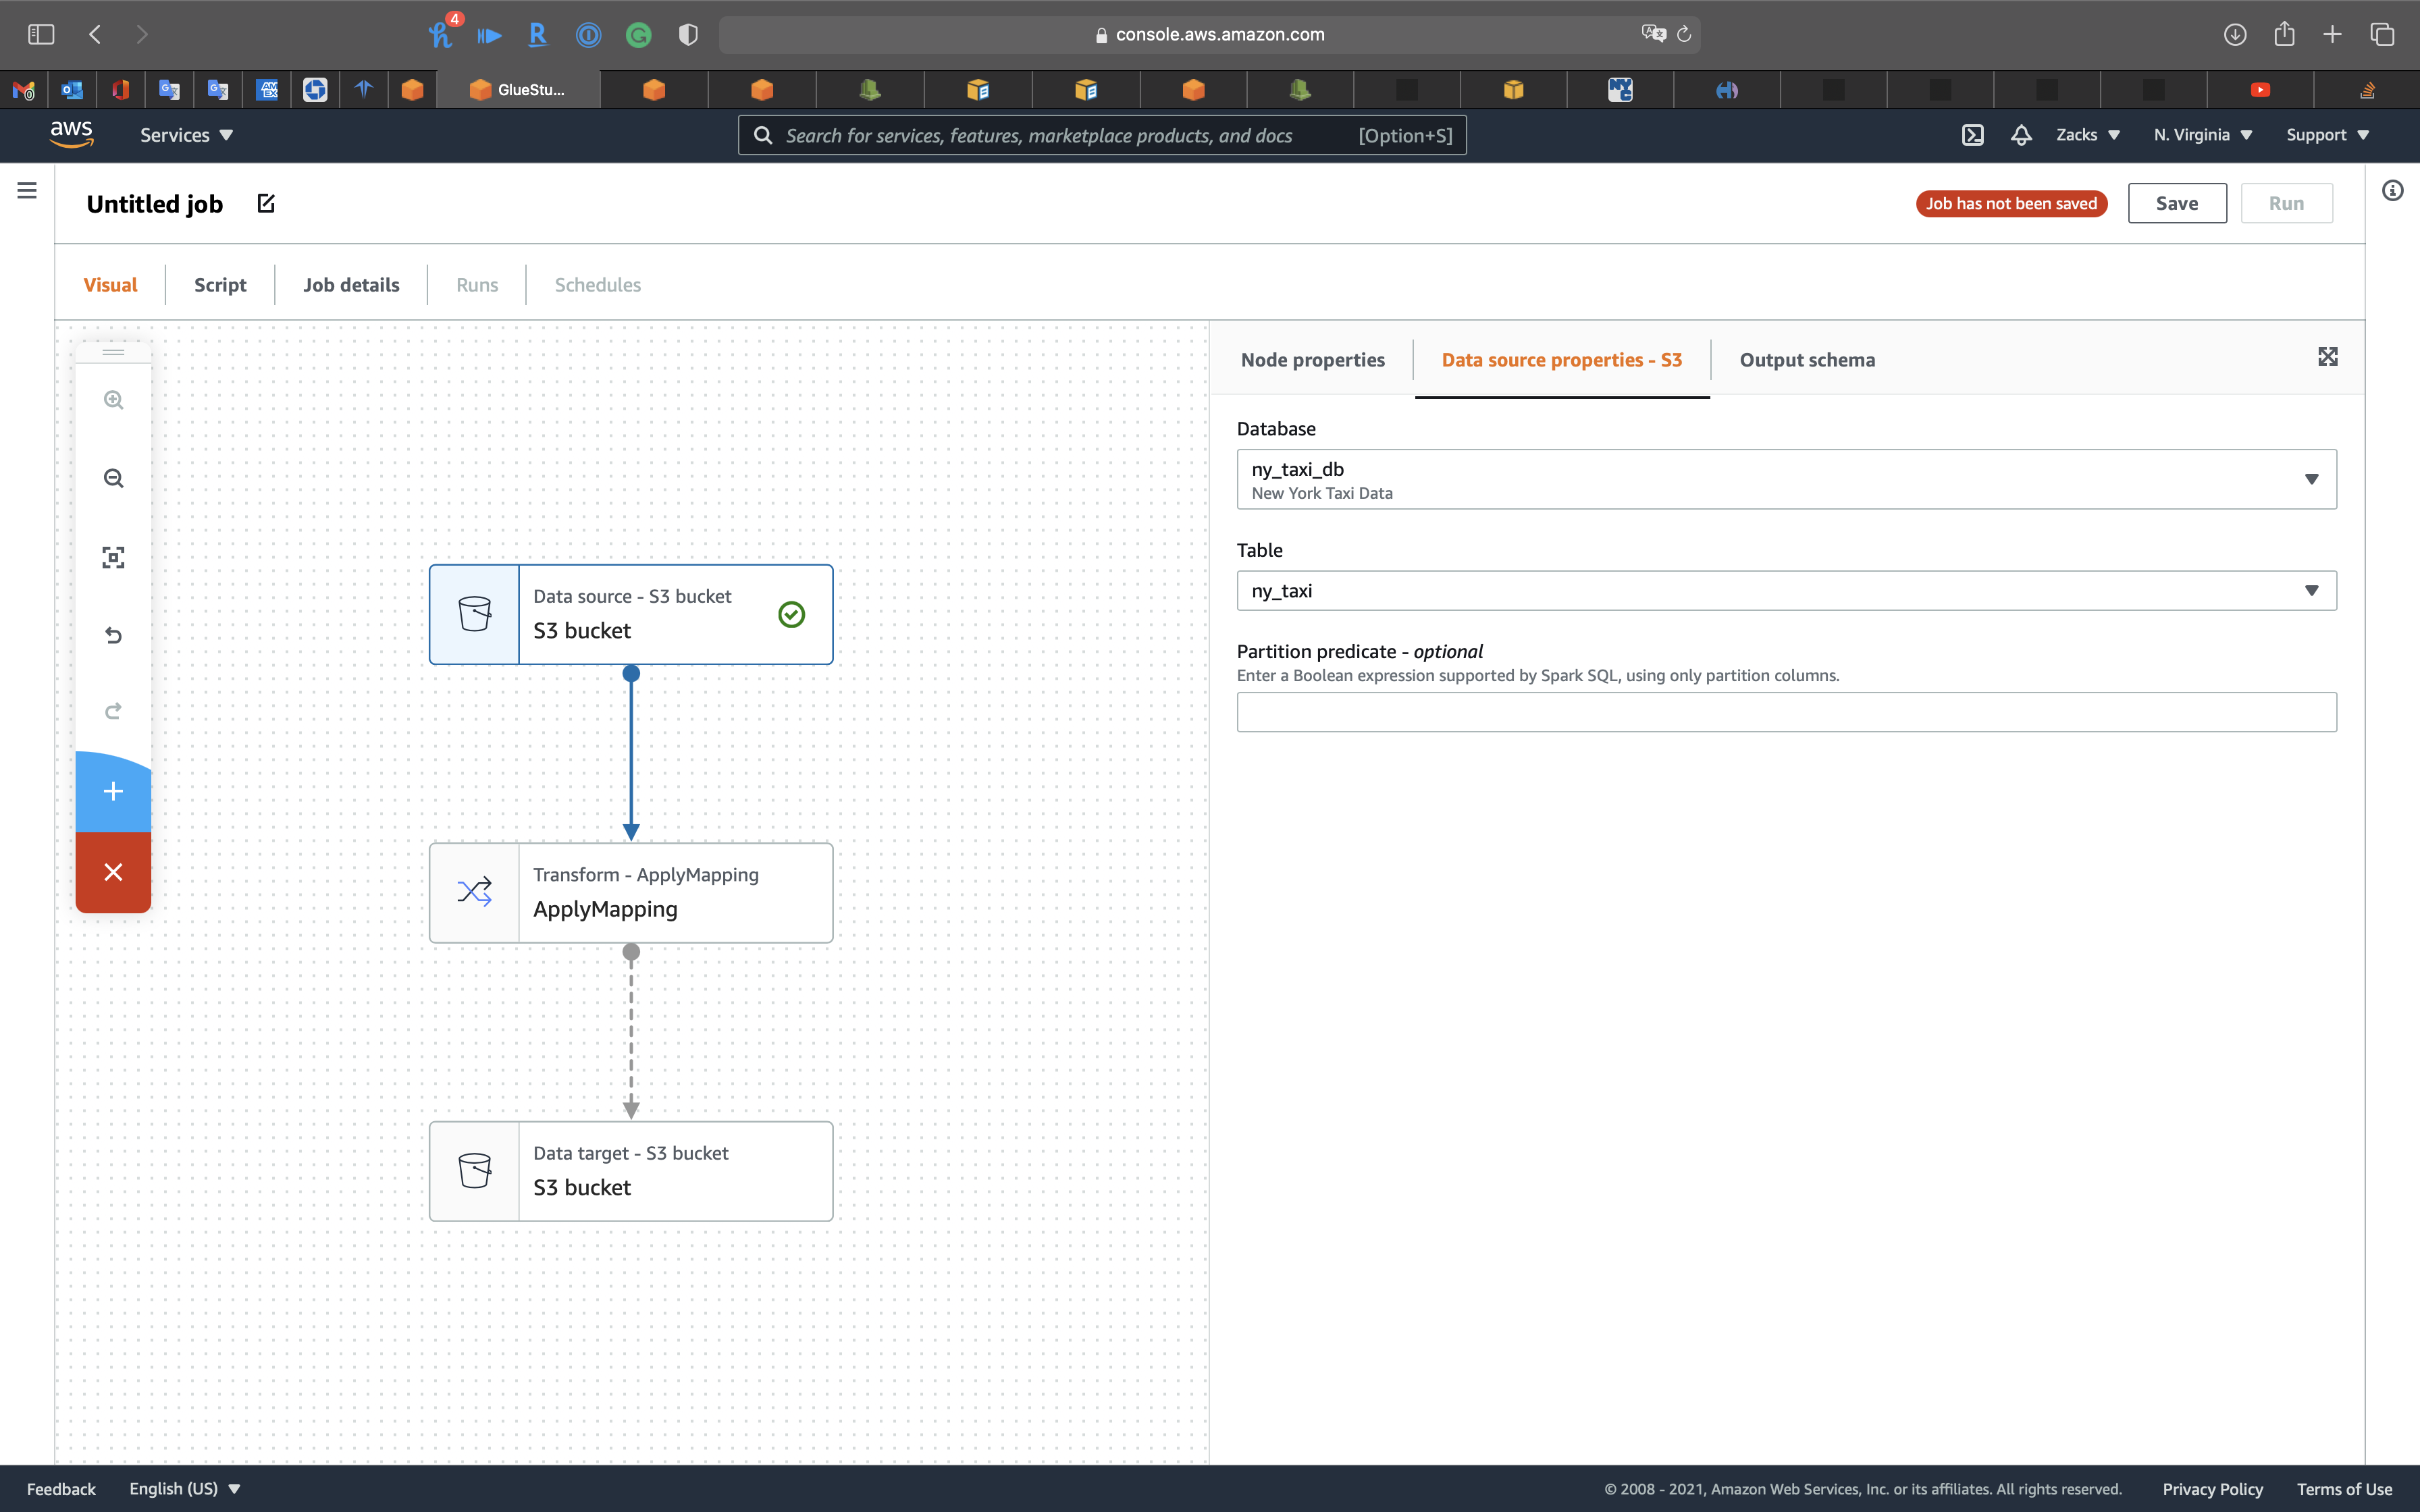 4
console.aws.amazon.com
GlueStu...
aws
Services
Search for services, features, marketplace products, and docs [Option+S]
Zacks
N. Virginia
Support
Untitled job
Job has not been saved
Save
Run
Visual
Script
Job details
Runs
Schedules
Node properties
Data source properties - S3
Output schema
Database
ny_taxi_db
New York Taxi Data
Table
ny_taxi
Partition predicate - optional
Enter a Boolean expression supported by Spark SQL, using only partition columns.
Data source - S3 bucket
S3 bucket
Transform - ApplyMapping
ApplyMapping
Data target - S3 bucket
S3 bucket
Feedback
English (US)
© 2008 - 2021, Amazon Web Services, Inc. or its affiliates. All rights reserved.
Privacy Policy
Terms of Use